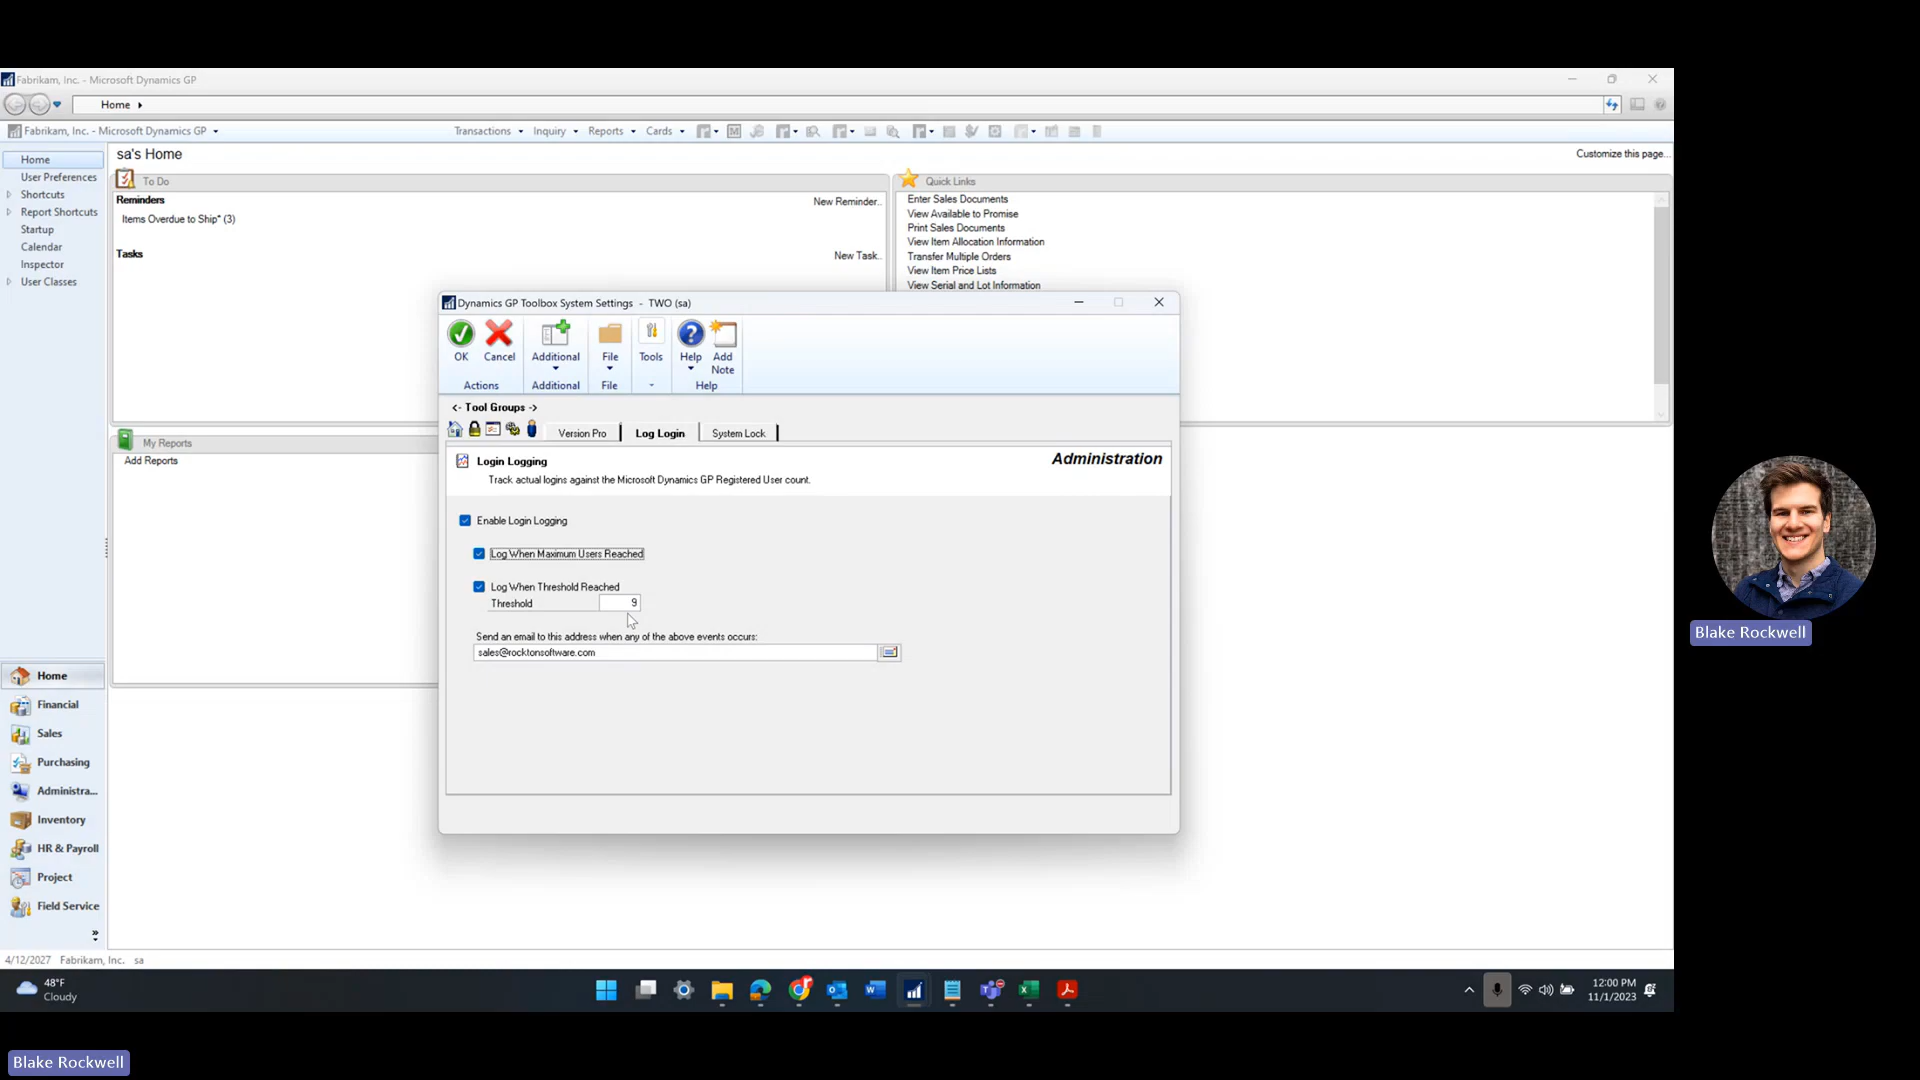 Fabrikam, Inc. - Microsoft Dynamics GP
Home
Fabrikam, Inc. - Microsoft Dynamics GP
Transactions
Inquiry
Reports
Cards
Home
User Preferences
Shortcuts
Report Shortcuts
Startup
Calendar
Inspector
User Classes
sa's Home
Customize this page...
To Do
Reminders
New Reminder..
Items Overdue to Ship* (3)
Tasks
New Task..
Quick Links
Enter Sales Documents
View Available to Promise
Print Sales Documents
View Item Allocation Information
Transfer Multiple Orders
View Item Price Lists
View Serial and Lot Information
My Reports
Add Reports
Dynamics GP Toolbox System Settings - TWO (sa)
OK
Cancel
Additional
File
Tools
Help
Add
Note
Actions
Additional
File
Help
<- Tool Groups ->
Version Pro
Log Login
System Lock
Login Logging
Administration
Track actual logins against the Microsoft Dynamics GP Registered User count.
Enable Login Logging
Log When Maximum Users Reached
Log When Threshold Reached
Threshold 9
Send an email to this address when any of the above events occurs:
sales@rocktonsoftware.com
Home
Financial
Sales
Purchasing
Administra...
Inventory
HR & Payroll
Project
Field Service
4/12/2027 Fabrikam, Inc. sa
48°F
Cloudy
12:00 PM
11/1/2023
Blake Rockwell
Blake Rockwell